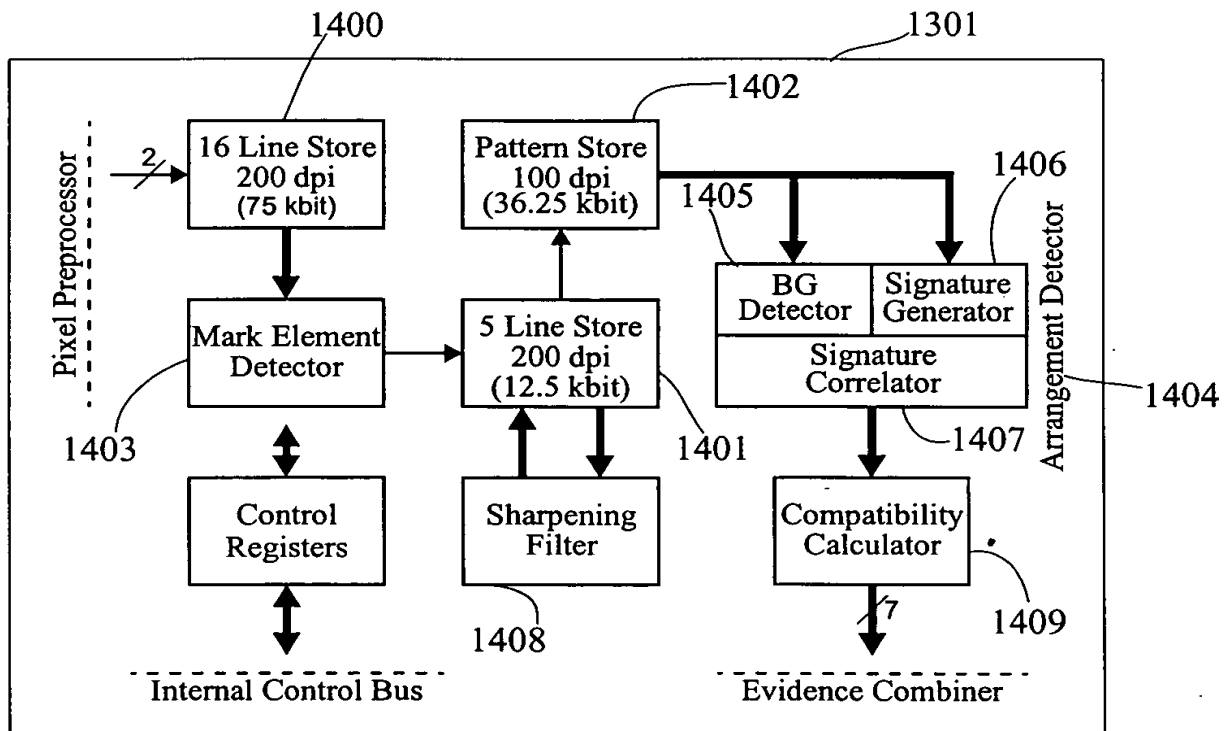 1400
1301
1402
16 Line Store
200 dpi
(75 kbit)
2
Pattern Store
100 dpi
(36.25 kbit)
1405
1406
Pixel Preprocessor
BG
Detector
Signature
Generator
Signature
Correlator
Arrangement Detector
1404
Mark Element
Detector
1403
5 Line Store
200 dpi
(12.5 kbit)
1401
1407
Control
Registers
Sharpening
Filter
1408
Compatibility
Calculator
1409
7
Internal Control Bus
Evidence Combiner